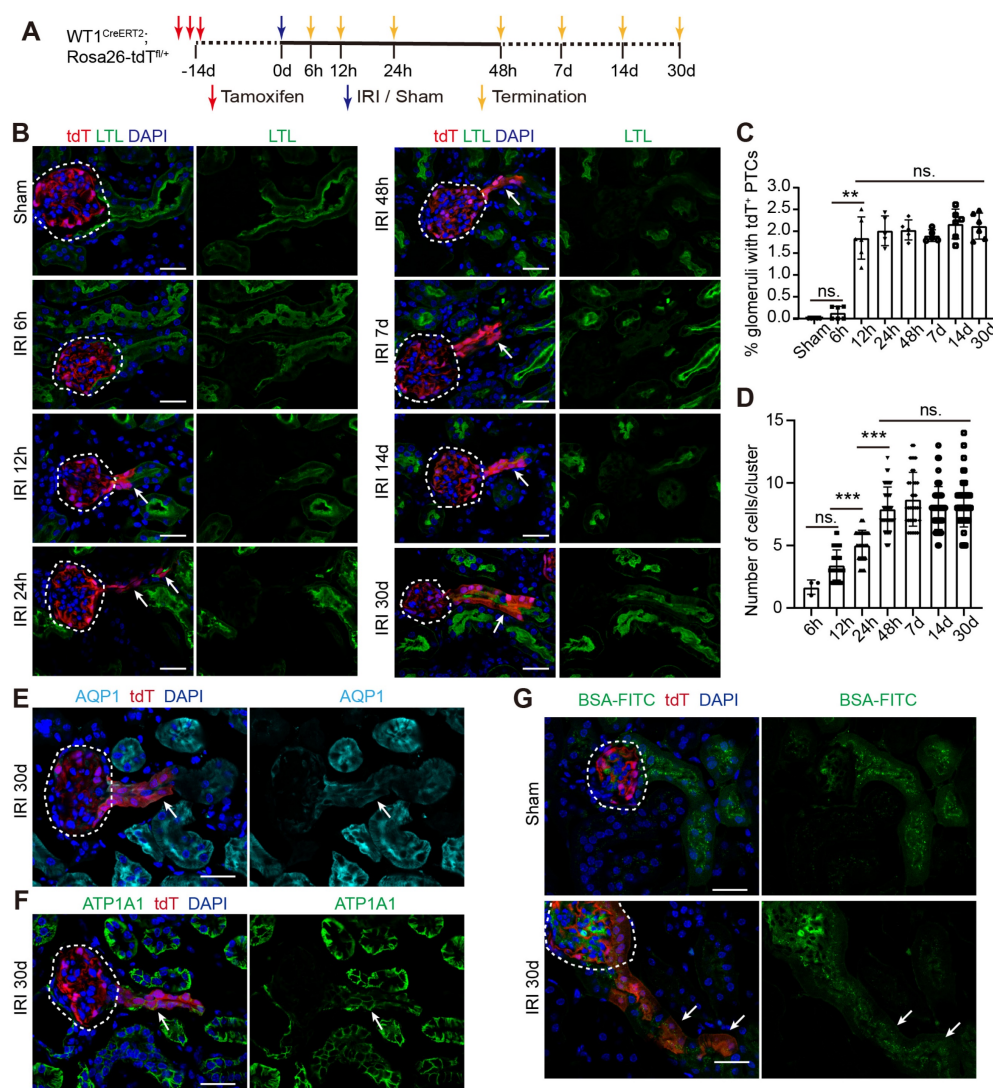 A
WT1CreERT2;
Rosa26-tdTfl/+
-14d 0d 6h 12h 24h 48h 7d 14d 30d
Tamoxifen IRI / Sham Termination
B
tdT LTL DAPI LTL tdT LTL DAPI LTL
Sham
IRI 6h
IRI 12h
IRI 24h
IRI 48h
IRI 7d
IRI 14d
IRI 30d
C
% glomeruli with tdT+ PTCs
3.0
2.5
2.0
1.5
1.0
0.5
0.0
ns. ** ns.
Sham 6h 12h 24h 48h 7d 14d 30d
D
Number of cells/cluster
15
10
5
0
ns. *** *** ns.
6h 12h 24h 48h 7d 14d 30d
E
AQP1 tdT DAPI AQP1
IRI 30d
F
ATP1A1 tdT DAPI ATP1A1
IRI 30d
G
BSA-FITC tdT DAPI BSA-FITC
Sham
IRI 30d